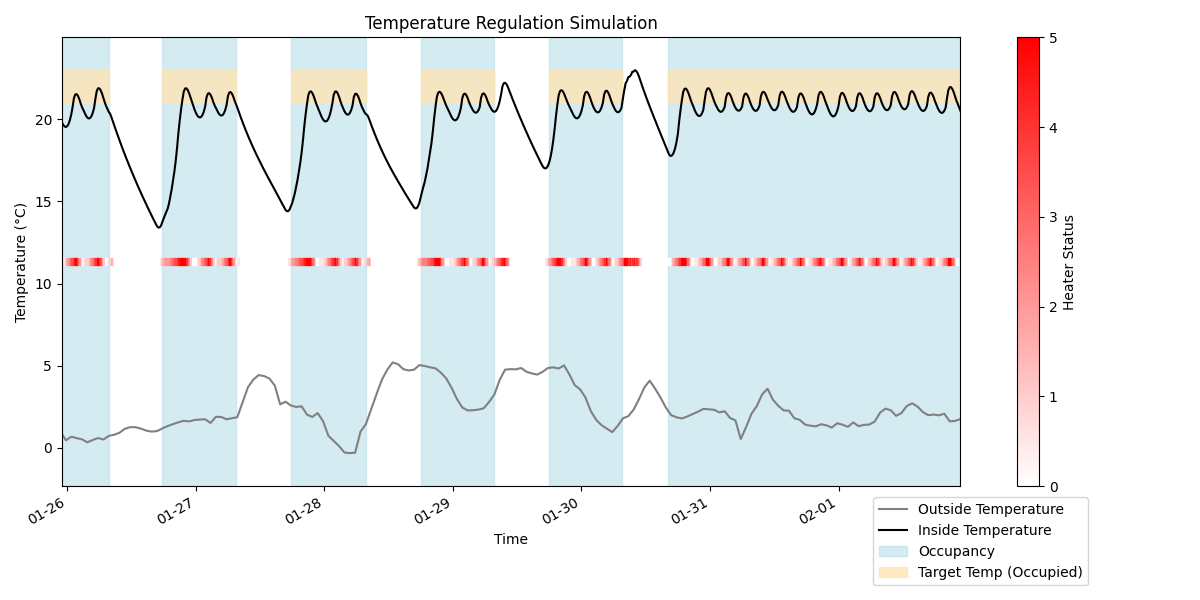 Temperature Regulation Simulation
Temperature (°C)
20
15
10
5
0
01-26
01-27
01-28
01-29
01-30
01-31
02-01
Time
5
4
3
2
1
0
Heater Status
Outside Temperature
Inside Temperature
Occupancy
Target Temp (Occupied)